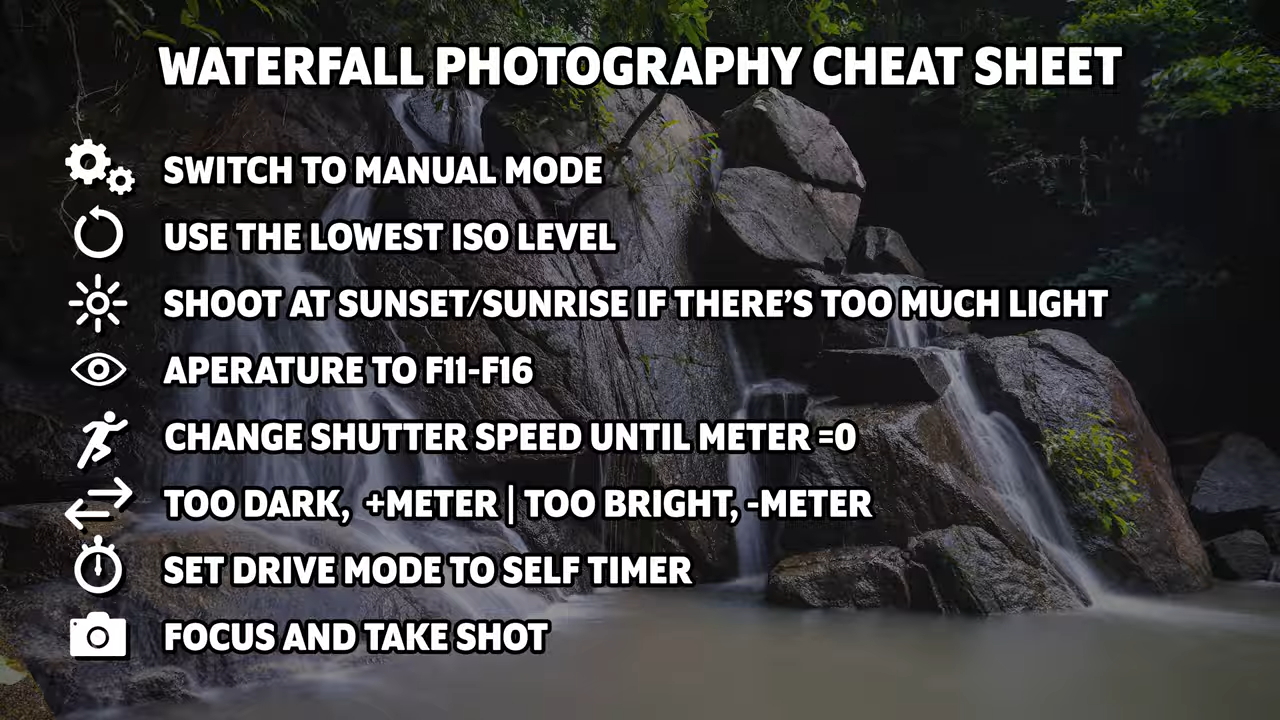 WATERFALL PHOTOGRAPHY CHEAT SHEET
SWITCH TO MANUAL MODE
USE THE LOWEST ISO LEVEL
SHOOT AT SUNSET/SUNRISE IF THERE'S TOO MUCH LIGHT
APERATURE TO F11-F16
CHANGE SHUTTER SPEED UNTIL METER =0
TOO DARK, +METER | TOO BRIGHT, -METER
SET DRIVE MODE TO SELF TIMER
FOCUS AND TAKE SHOT